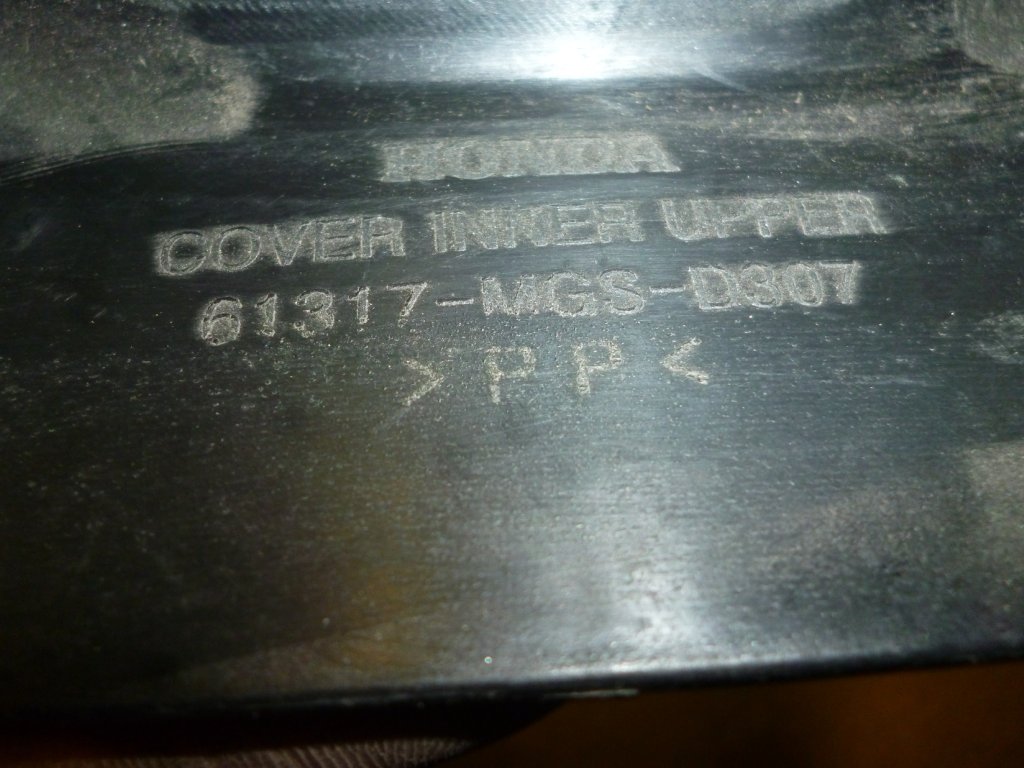 HONDA
COVER INNER UPPER
61317-MGS-D307
>PP<